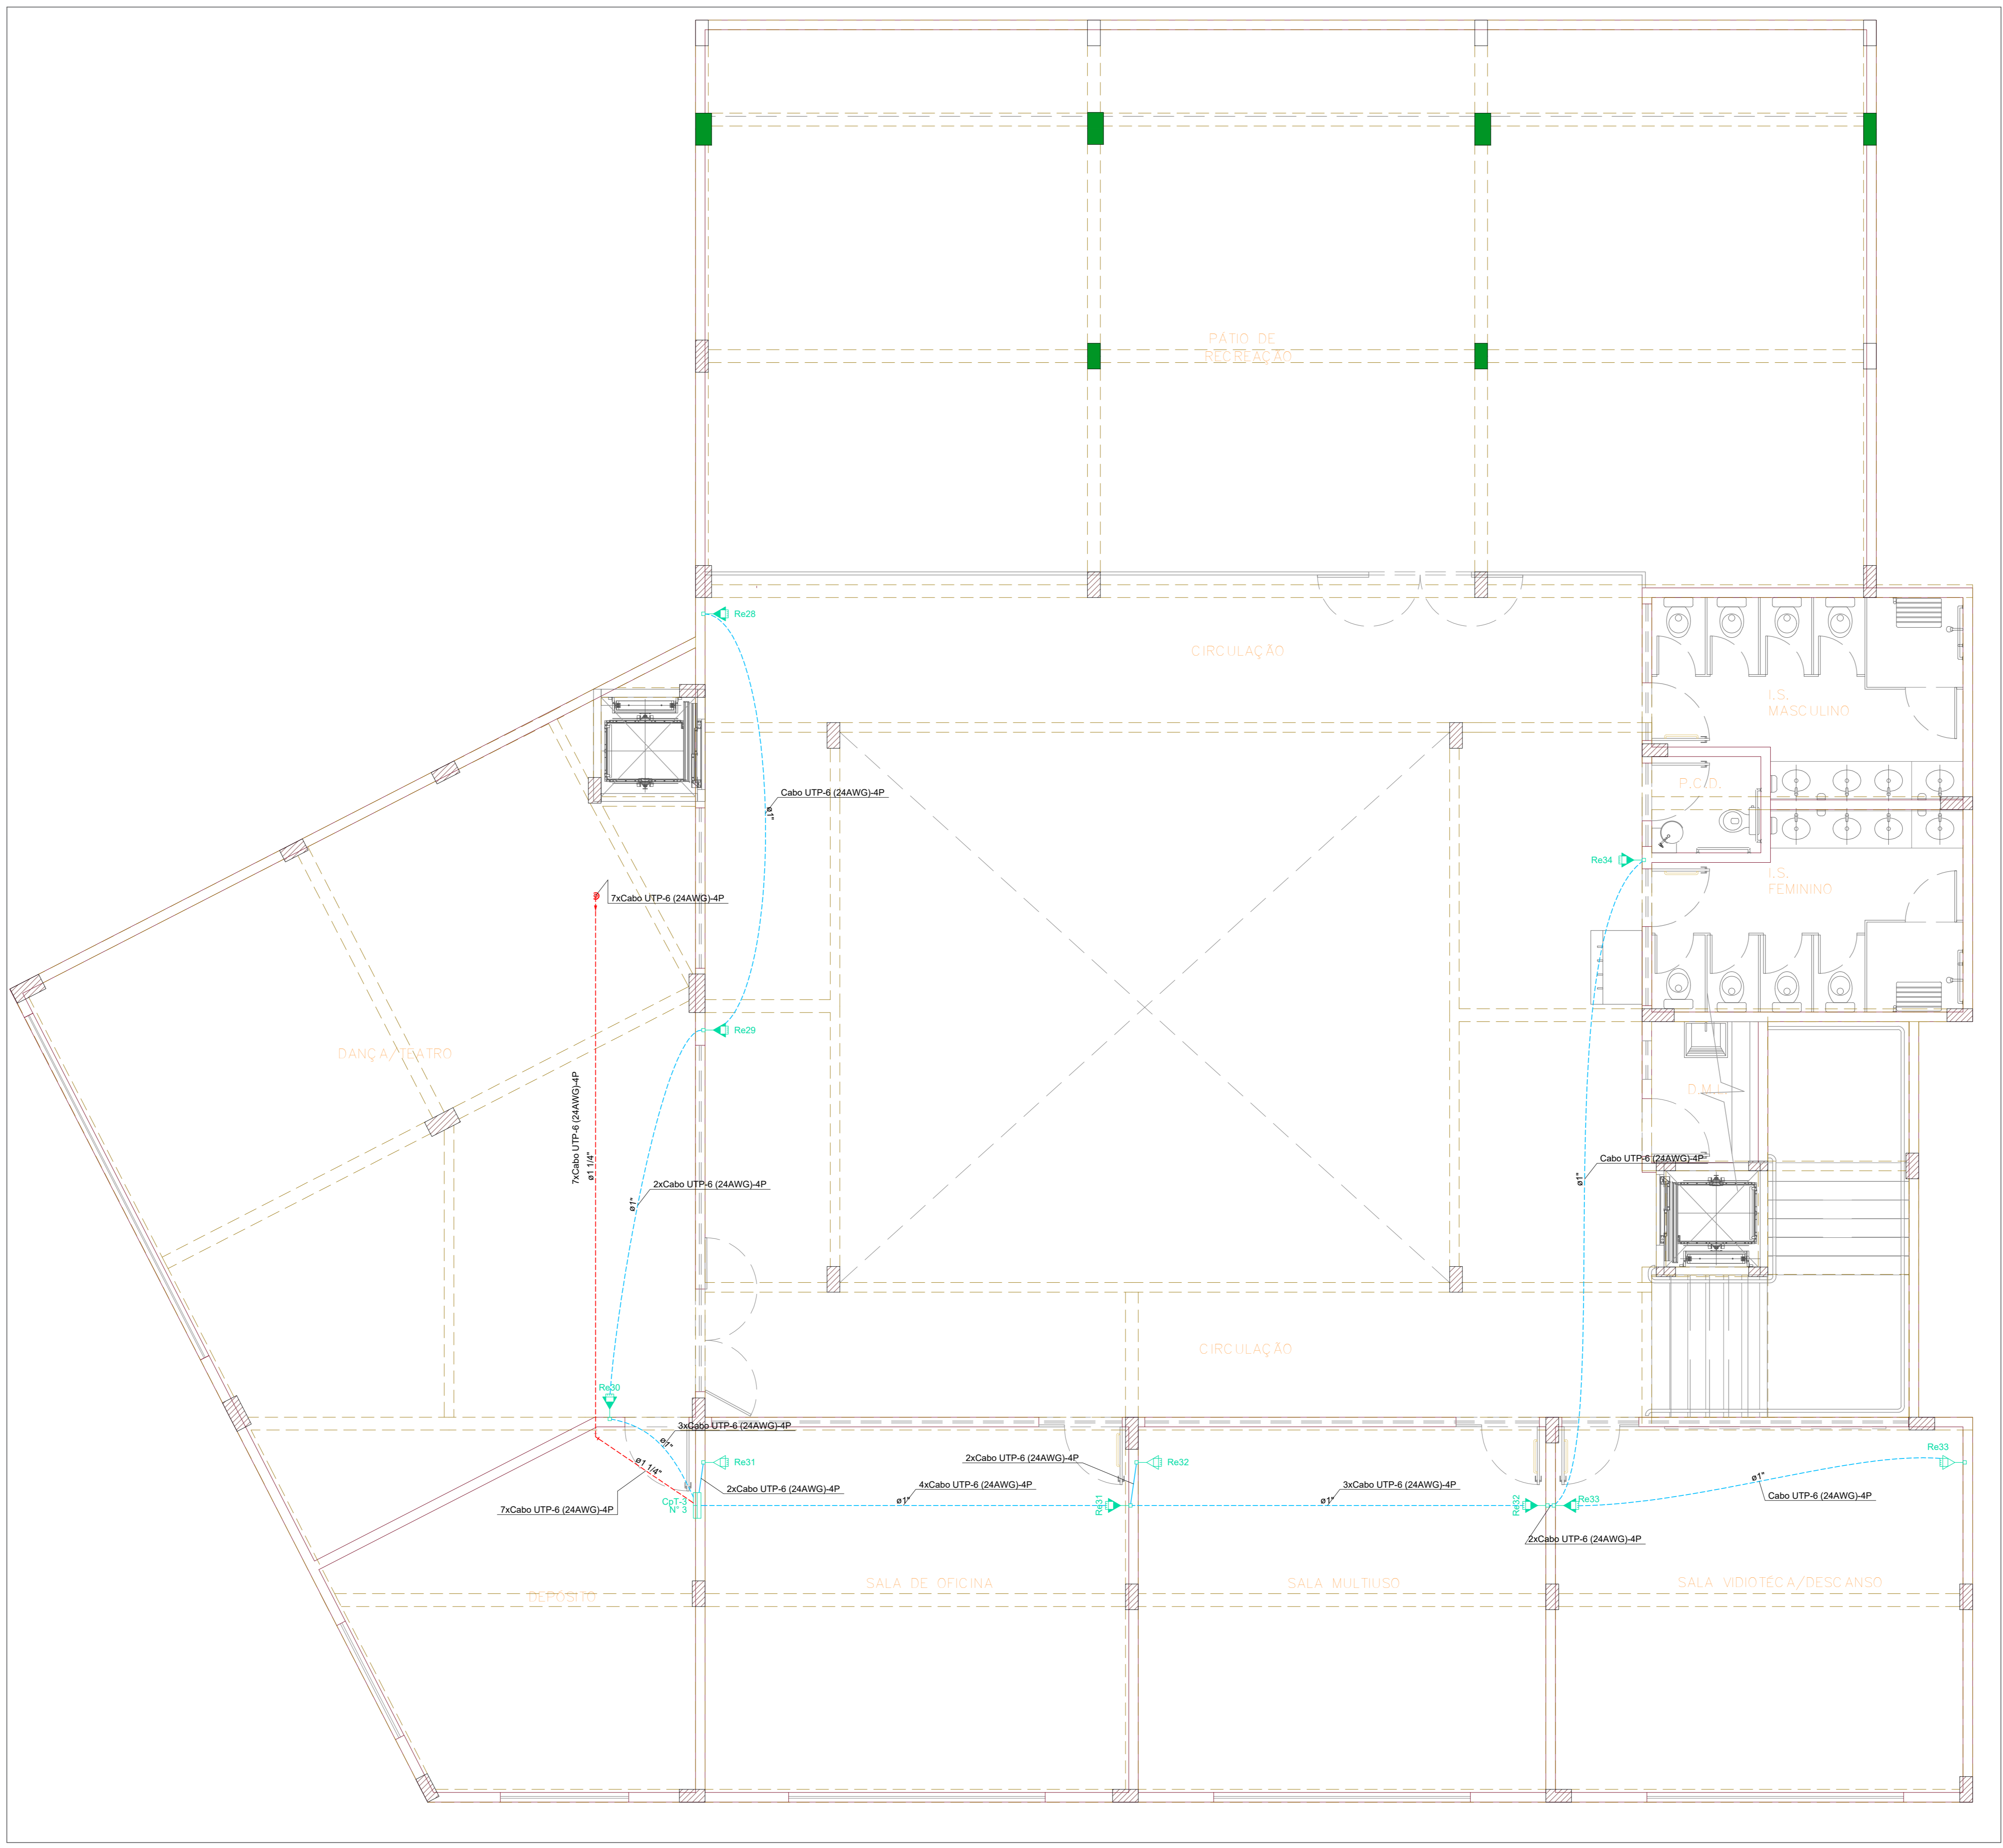 PATIO DE
RECREAÇÃO
Re28
CIRCULAÇÃO
I.S.
MASCULINO
P.C.D.
Cabo UTP-6 (24AWG)-4P
ø1"
Re34
I.S.
FEMININO
7xCabo UTP-6 (24AWG)-4P
Re29
DANÇA/TEATRO
D.M.L.
7xCabo UTP-6 (24AWG)-4P
ø1 1/4"
2xCabo UTP-6 (24AWG)-4P
ø1"
Cabo UTP-6 (24AWG)-4P
ø1"
CIRCULAÇÃO
Re30
3xCabo UTP-6 (24AWG)-4P
ø1"
ø1 1/4"
Re31
2xCabo UTP-6 (24AWG)-4P
Re32
Re33
ø1"
2xCabo UTP-6 (24AWG)-4P
4xCabo UTP-6 (24AWG)-4P
3xCabo UTP-6 (24AWG)-4P
Cabo UTP-6 (24AWG)-4P
CpT-3
N° 3
ø1"
Re31
ø1"
Re32
Re33
7xCabo UTP-6 (24AWG)-4P
2xCabo UTP-6 (24AWG)-4P
DEPÓSITO
SALA DE OFICINA
SALA MULTIUSO
SALA VIDIOTÉCA/DESCANSO